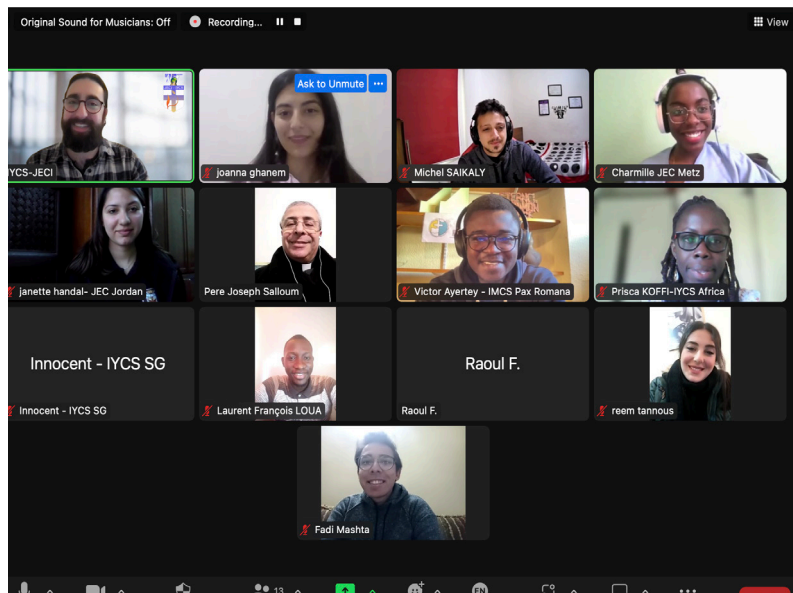 Original Sound for Musicians: Off
Recording...
View
Ask to Unmute
YCS-JECI
joanna ghanem
Michel SAIKALY
Charmille JEC Metz
janette handal- JEC Jordan
Pere Joseph Salloum
Victor Ayertey - IMCS Pax Romana
Prisca KOFFI-IYCS Africa
Innocent - IYCS SG
Innocent - IYCS SG
Laurent François LOUA
Raoul F.
Raoul F.
reem tannous
Fadi Mashta
13
EN